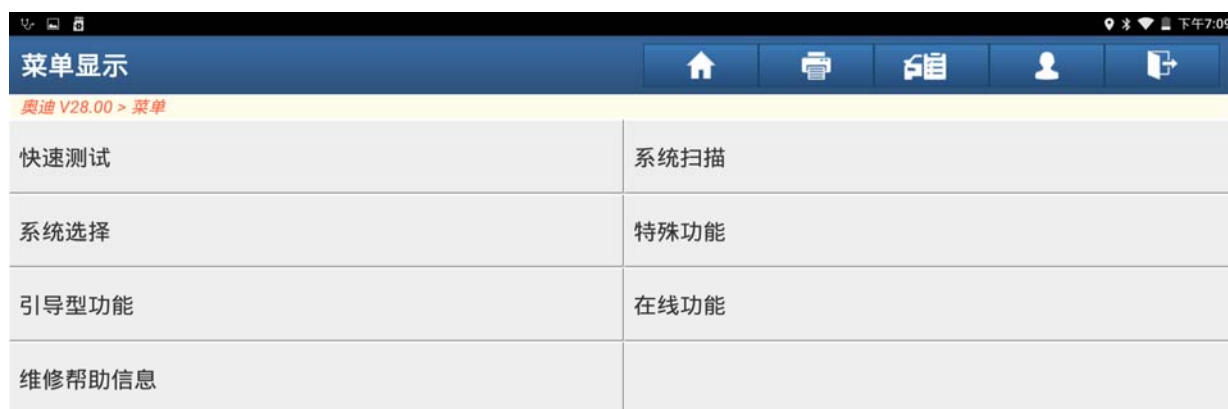 下午7:09
菜单显示
奥迪 V28.00 > 菜单
快速测试
系统扫描
系统选择
特殊功能
引导型功能
在线功能
维修帮助信息